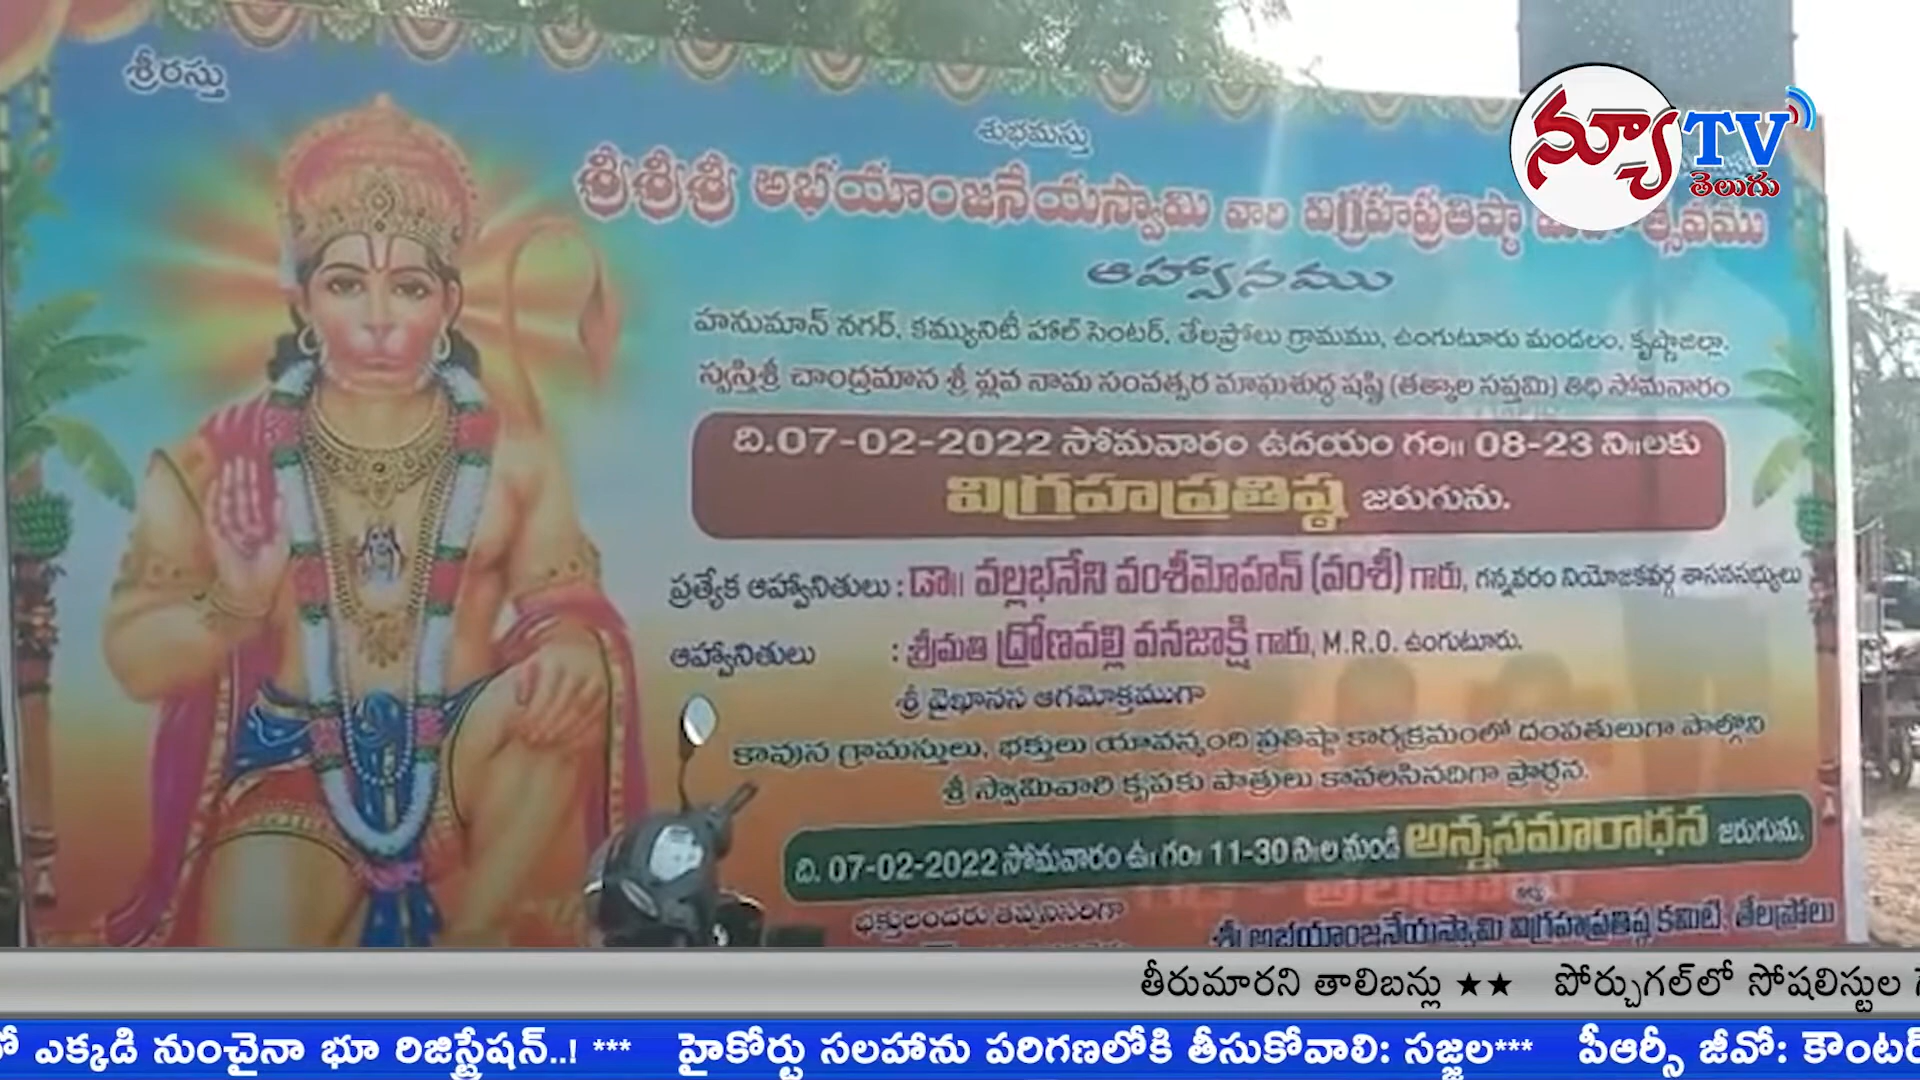 శ్రీరస్తు
శుభమస్తు
శ్రీశ్రీశ్రీ అభయాంజనేయస్వామి వారి విగ్రహప్రతిష్ఠా
ఆహ్వానము
హనుమాన్ నగర్, కమ్యునిటీ హాల్ సెంటర్, తేలప్రోలు గ్రామము, ఉంగుటూరు మండలం, కృష్ణాజిల్లా.
స్వస్తిశ్రీ చాంద్రమాన శ్రీ ప్లవ నామ సంవత్సర మాఘశుద్ధ షష్ఠి (తత్కాల సప్తమి) తిథి సోమవారం
ది.07-02-2022 సోమవారం ఉదయం గం॥ 08-23 ని॥లకు
విగ్రహప్రతిష్ఠ జరుగును.
ప్రత్యేక ఆహ్వానితులు : డా॥ వల్లభనేని వంశీమోహన్ (వంశీ) గారు, గన్నవరం నియోజకవర్గ శాసనసభ్యులు
ఆహ్వానితులు : శ్రీమతి ద్రోణవల్లి వనజాక్షి గారు, M.R.O. ఉంగుటూరు.
శ్రీ వైఖానస ఆగమోక్తముగా
కావున గ్రామస్తులు, భక్తులు యావన్మంది ప్రతిష్టా కార్యక్రమంలో దంపతులుగా పాల్గొని
శ్రీ స్వామివారి కృపకు పాత్రులు కావలసినదిగా ప్రార్థన.
ది. 07-02-2022 సోమవారం ఉ॥ గం॥ 11-30 ని॥ల నుండి అన్నసమారాధన జరుగును.
భక్తులందరు తప్పనిసరిగా
ఇట్లు
శ్రీ అభయాంజనేయస్వామి విగ్రహప్రతిష్ఠ కమిటి, తేలప్రోలు
న్యూ TV
తెలుగు
తీరుమారని తాలిబన్లు ★★ పోర్చుగల్‌లో సోషలిస్టుల
ఎక్కడి నుంచైనా భూ రిజిస్ట్రేషన్..! *** హైకోర్టు సలహాను పరిగణలోకి తీసుకోవాలి: సజ్జల*** పీఆర్సీ జీవో: కౌంటర్